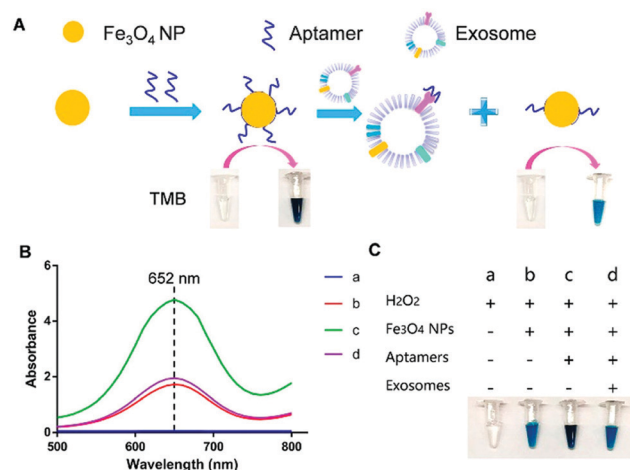 A
Fe3O4 NP
Aptamer
Exosome
TMB
B
652 nm
6
4
2
0
500
600
700
800
Absorbance
Wavelength (nm)
a
b
c
d
C
a b c d
H2O2 + + + +
Fe3O4 NPs - + + +
Aptamers - - + +
Exosomes - - - +